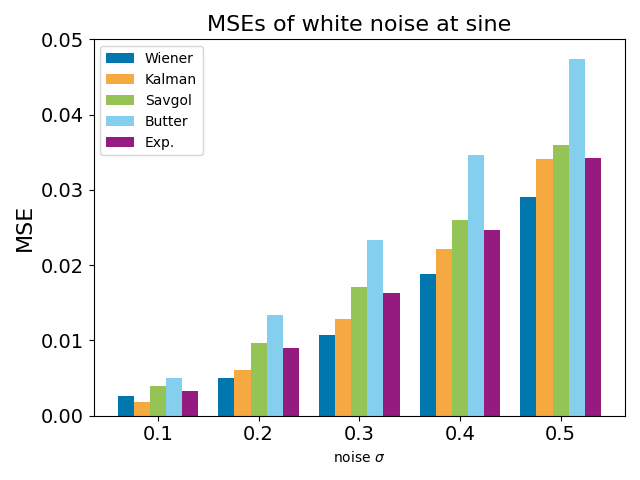 MSEs of white noise at sine
Wiener
Kalman
Savgol
Butter
Exp.
MSE
0.05
0.04
0.03
0.02
0.01
0.00
0.1 0.2 0.3 0.4 0.5
noise σ